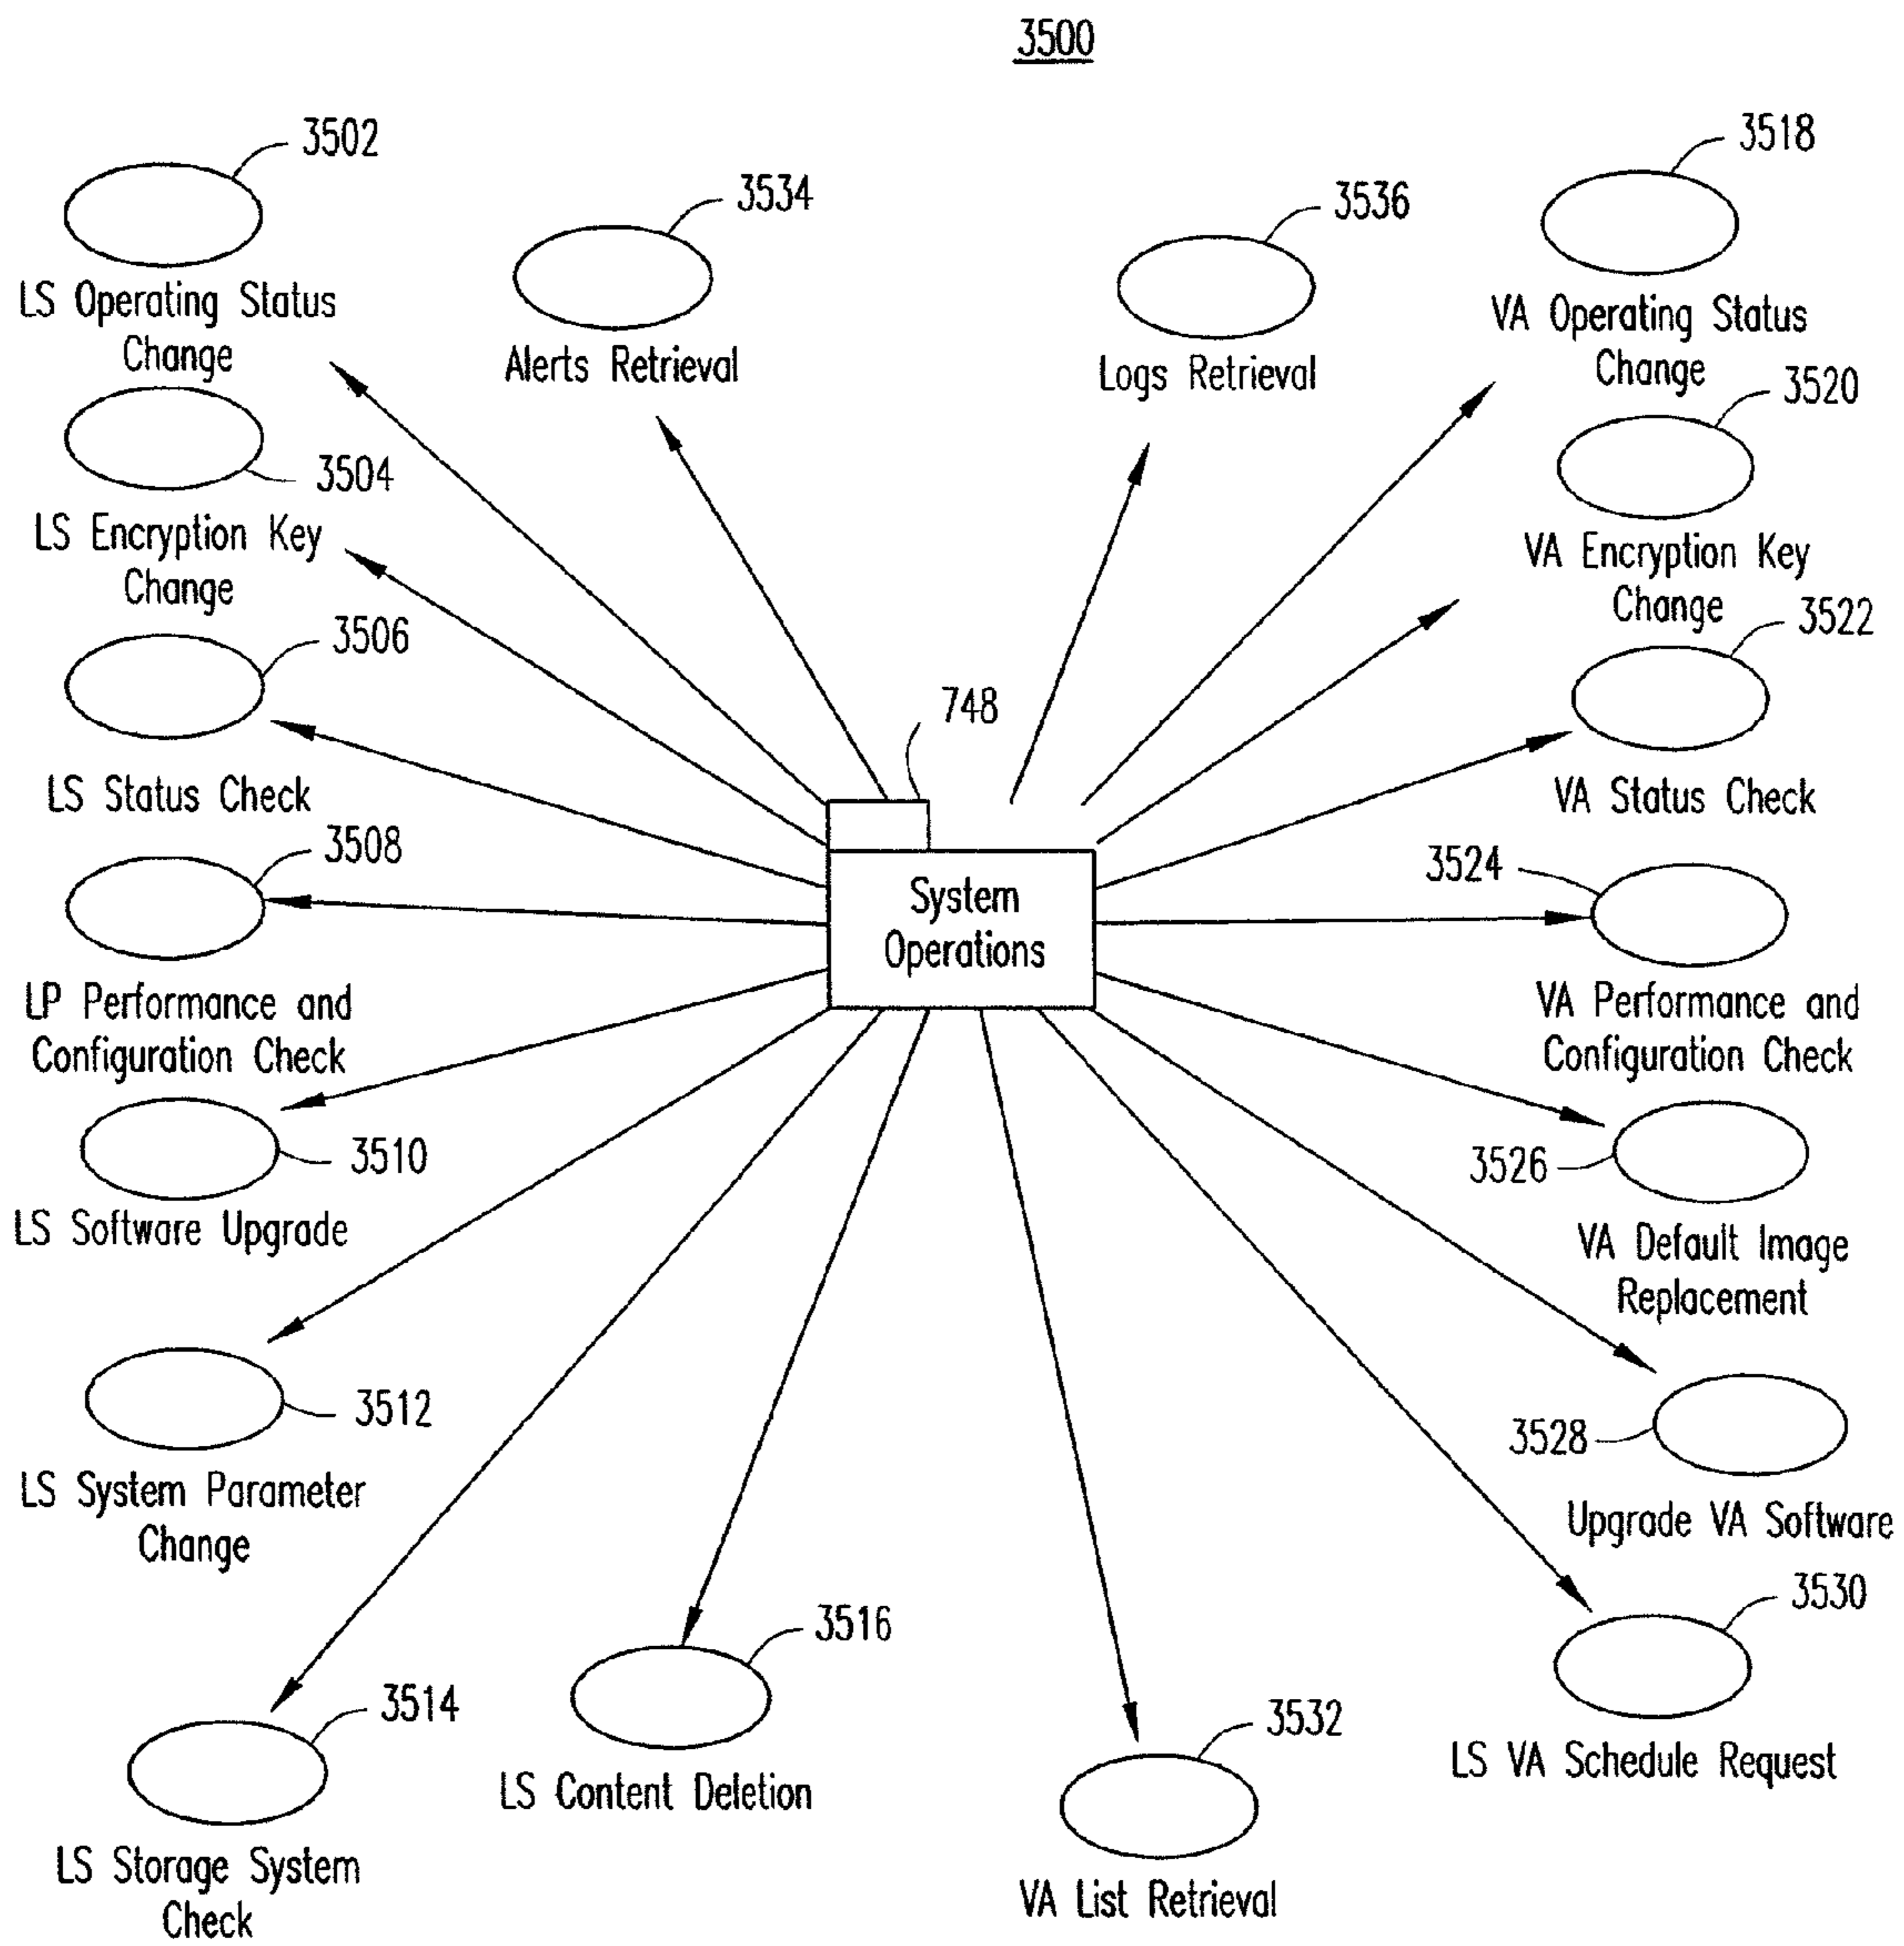 3500
3502
LS Operating Status
Change
3534
Alerts Retrieval
3536
Logs Retrieval
3518
VA Operating Status
Change
3504
LS Encryption Key
Change
3520
VA Encryption Key
Change
3506
LS Status Check
3522
VA Status Check
748
System
Operations
3508
LP Performance and
Configuration Check
3524
VA Performance and
Configuration Check
3510
LS Software Upgrade
3526
VA Default Image
Replacement
3512
LS System Parameter
Change
3528
Upgrade VA Software
3514
LS Storage System
Check
3516
LS Content Deletion
3532
VA List Retrieval
3530
LS VA Schedule Request